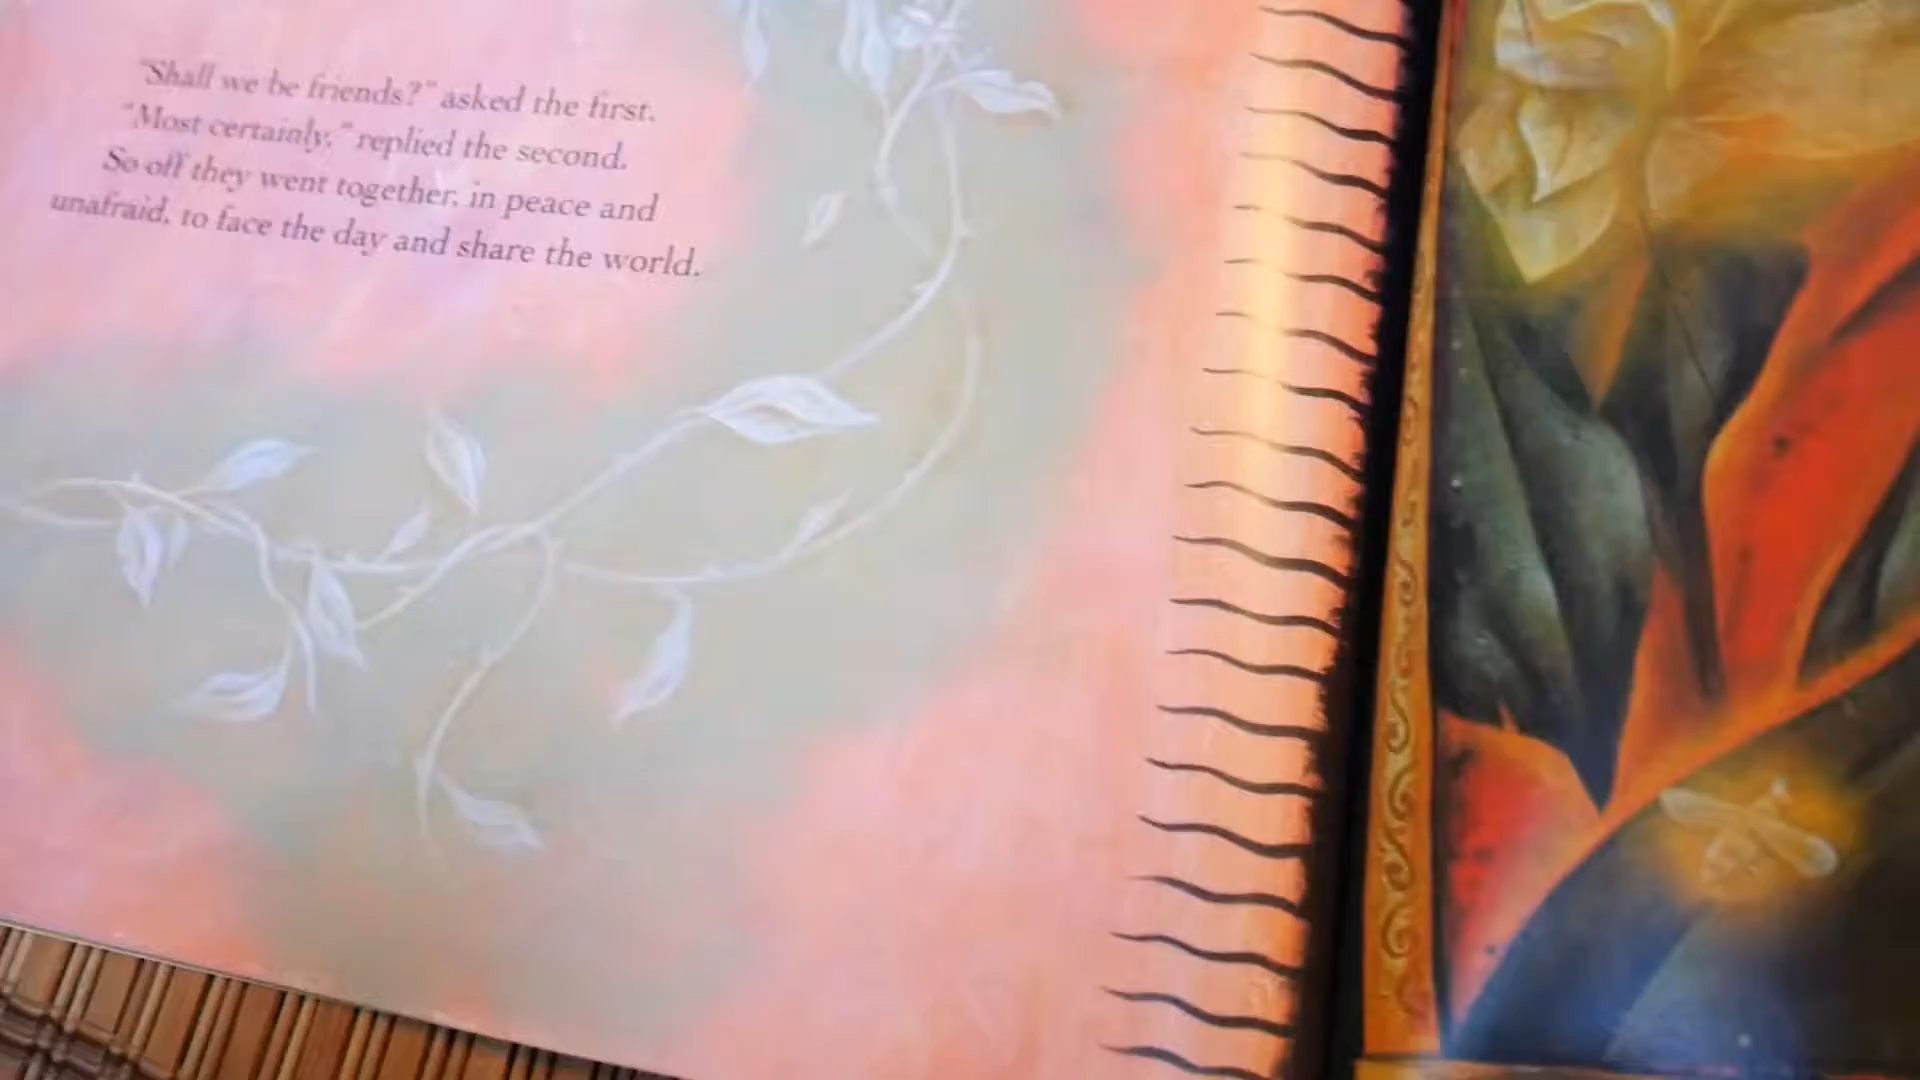 "Shall we be friends?" asked the first.
"Most certainly," replied the second.
So off they went together, in peace and
unafraid, to face the day and share the world.